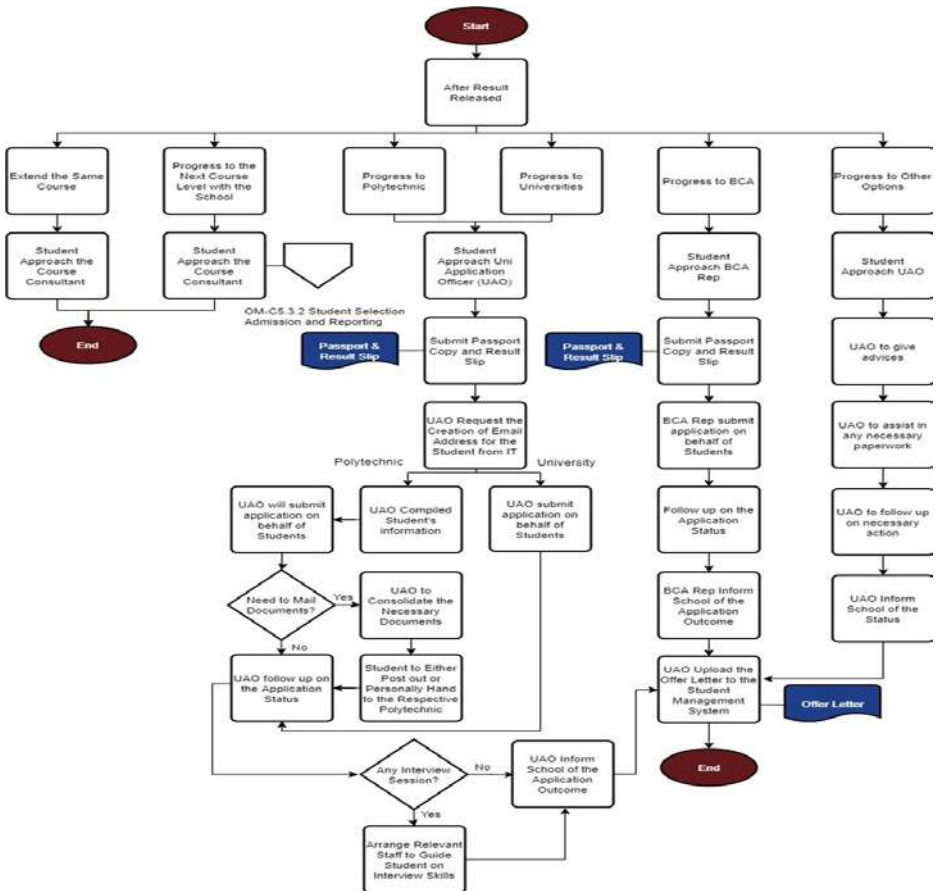 Start
After Result
Released
Extend the Same
Course
Progress to the
Next Course
Level with the
School
Progress to
Polytechnic
Progress to
Universities
Progress to BCA
Progress to Other
Options
Student
Approach the
Course
Consultant
Student
Approach the
Course
Consultant
Student
Approach Uni
Application
Officer (UAO)
Student
Approach BCA
Rep
Student
Approach UAO
OM-C5.3.2 Student Selection
Admission and Reporting
End
Passport &
Result Slip
Submit Passport
Copy and Result
Slip
Passport &
Result Slip
Submit Passport
Copy and Result
Slip
UAO to give
advices
UAO Request the
Creation of Email
Address for the
Student from IT
BCA Rep submit
application on
behalf of
Students
UAO to assist in
any necessary
paperwork
Polytechnic
University
UAO will submit
application on
behalf of
Students
UAO Compiled
Student's
information
UAO submit
application on
behalf of
Students
Follow up on the
Application
Status
UAO to follow up
on necessary
action
Need to Mail
Documents?
Yes
UAO to
Consolidate the
Necessary
Documents
BCA Rep Inform
School of the
Application
Outcome
UAO Inform
School of the
Status
No
UAO follow up on
the Application
Status
Student to Either
Post out or
Personally Hand
to the Respective
Polytechnic
UAO Upload the
Offer Letter to the
Student
Management
System
Offer Letter
Any Interview
Session?
No
UAO Inform
School of the
Application
Outcome
End
Yes
Arrange Relevant
Staff to Guide
Student on
Interview Skills